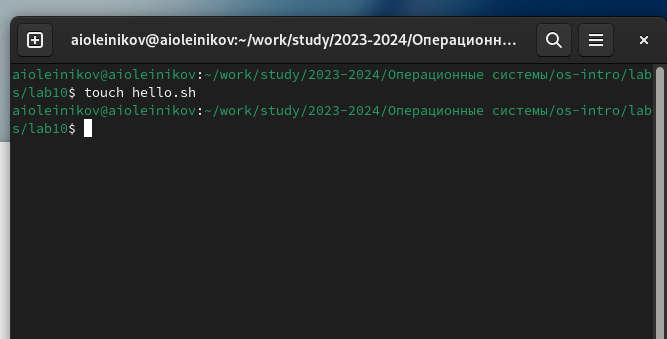 aioleinikov@aioleinikov:~/work/study/2023-2024/Операционн...
aioleinikov@aioleinikov:~/work/study/2023-2024/Операционные системы/os-intro/lab
s/lab10$ touch hello.sh
aioleinikov@aioleinikov:~/work/study/2023-2024/Операционные системы/os-intro/lab
s/lab10$